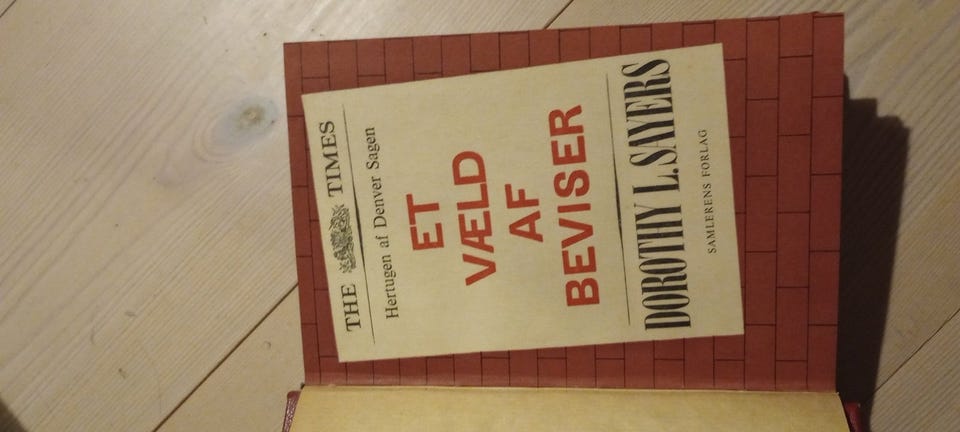 THE TIMES
Hertugen af Denver Sagen
ET
VÆLD
AF
BEVISER
DOROTHY L. SAYERS
SAMLERENS FORLAG